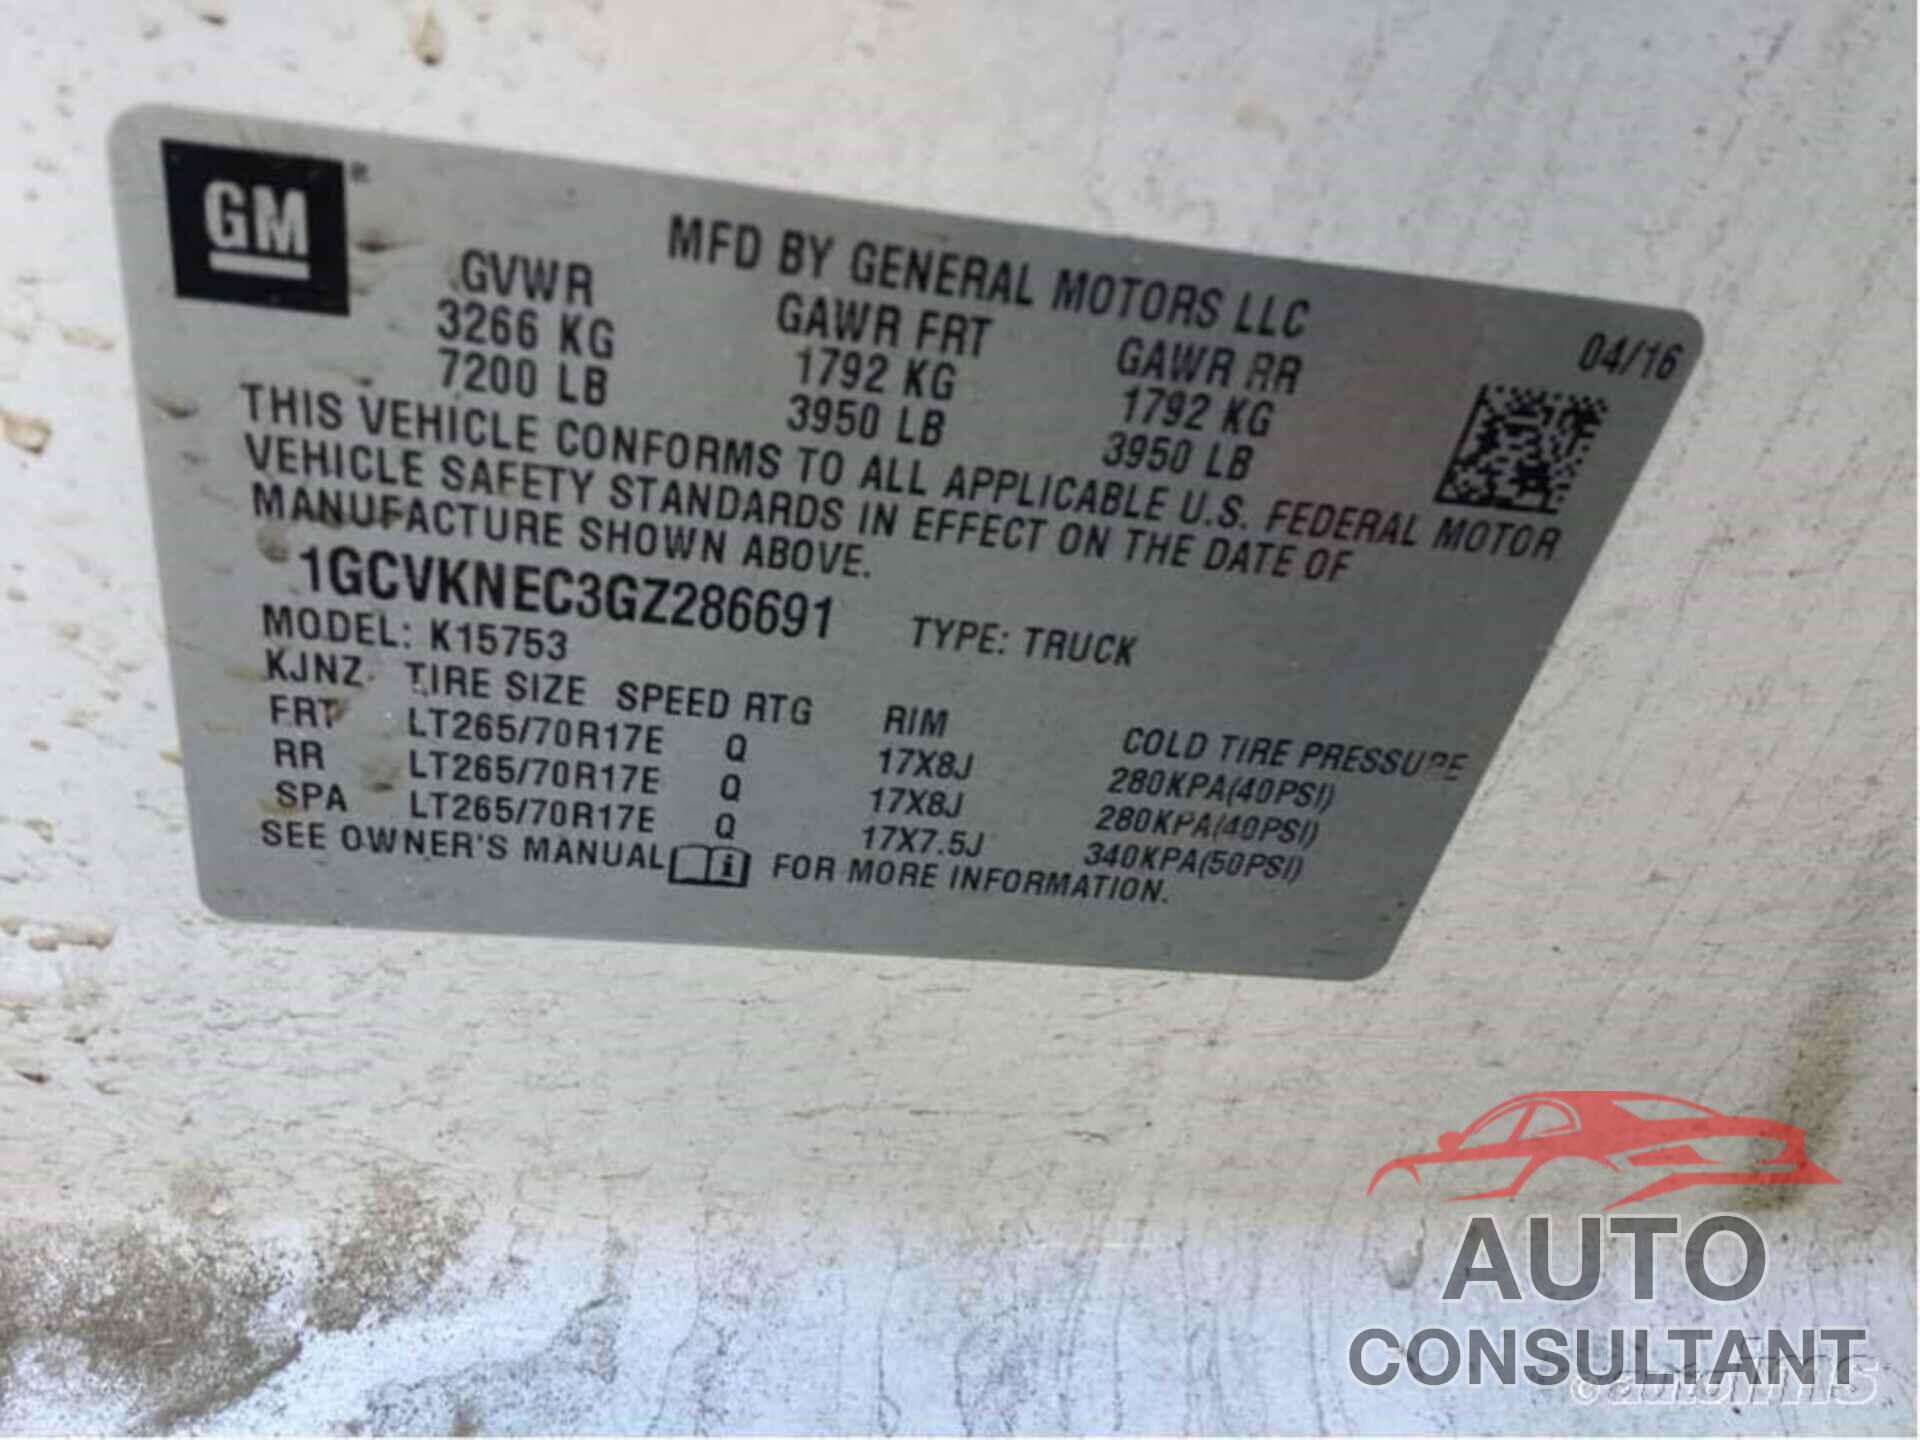 GM
MFD BY GENERAL MOTORS LLC
04/16
GVWR GAWR FRT GAWR RR
3266 KG 1792 KG 1792 KG
7200 LB 3950 LB 3950 LB
THIS VEHICLE CONFORMS TO ALL APPLICABLE U.S. FEDERAL MOTOR
VEHICLE SAFETY STANDARDS IN EFFECT ON THE DATE OF
MANUFACTURE SHOWN ABOVE.
1GCVKNEC3GZ286691 TYPE: TRUCK
MODEL: K15753
KJNZ TIRE SIZE SPEED RTG RIM COLD TIRE PRESSURE
FRT LT265/70R17E Q 17X8J 280KPA(40PSI)
RR LT265/70R17E Q 17X8J 280KPA(40PSI)
SPA LT265/70R17E Q 17X7.5J 340KPA(50PSI)
SEE OWNER'S MANUAL FOR MORE INFORMATION.
AUTO
CONSULTANT